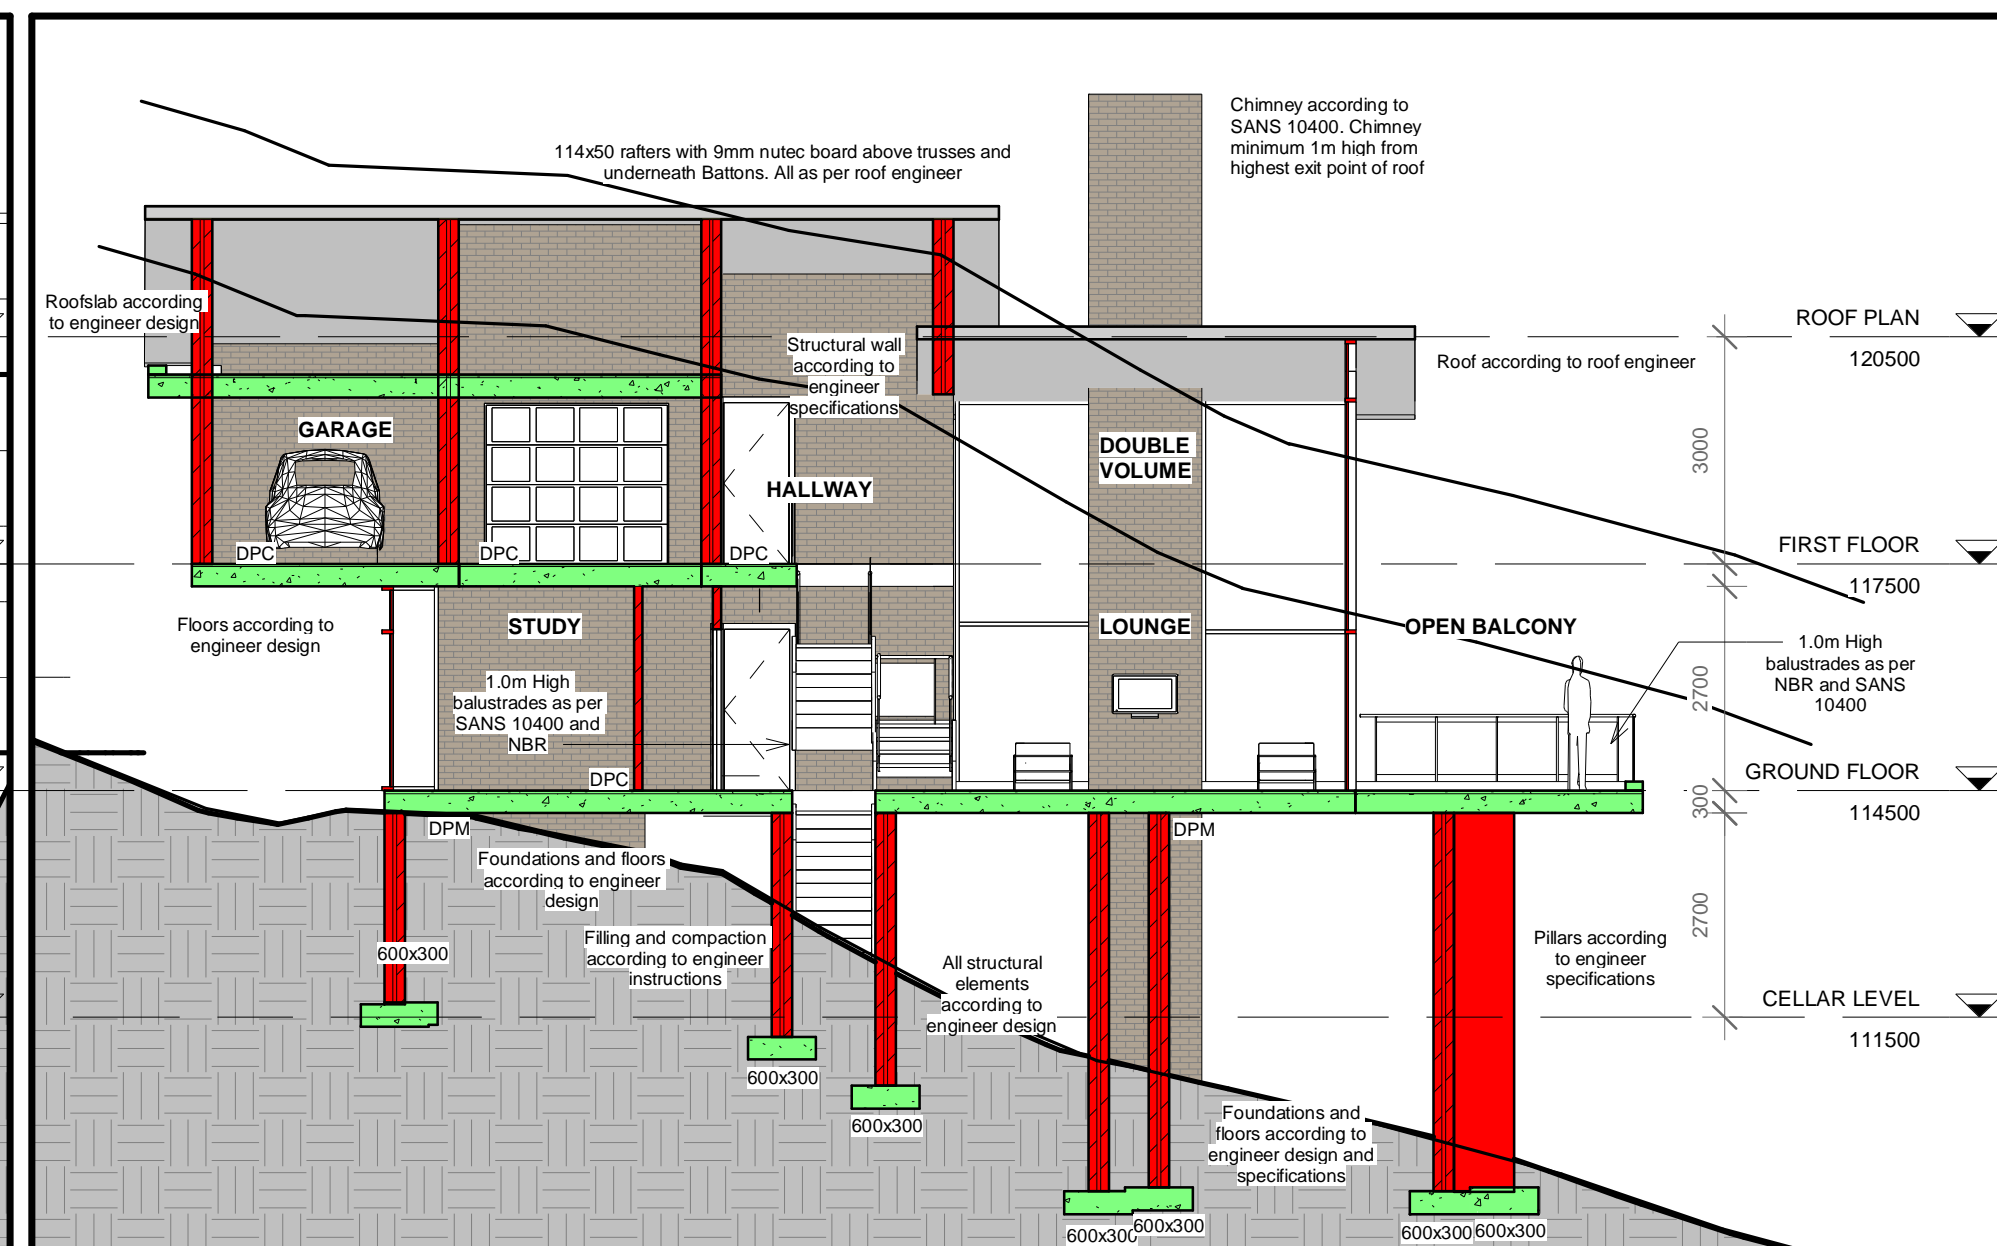 Chimney according to
SANS 10400. Chimney
minimum 1m high from
highest exit point of roof
114x50 rafters with 9mm nutec board above trusses and
underneath Battons. All as per roof engineer
Roofslab according
to engineer design
Structural wall
according to
engineer
specifications
ROOF PLAN
120500
Roof according to roof engineer
GARAGE
DOUBLE
VOLUME
HALLWAY
3000
DPC
DPC
DPC
FIRST FLOOR
117500
Floors according to
engineer design
STUDY
LOUNGE
OPEN BALCONY
1.0m High
balustrades as per
NBR and SANS
10400
1.0m High
balustrades as per
SANS 10400 and
NBR
2700
DPC
GROUND FLOOR
114500
300
DPM
DPM
Foundations and floors
according to engineer
design
Filling and compaction
according to engineer
instructions
600x300
All structural
elements
according to
engineer design
2700
Pillars according
to engineer
specifications
CELLAR LEVEL
111500
600x300
600x300
Foundations and
floors according to
engineer design and
specifications
600x300
600x300
600x300
600x300